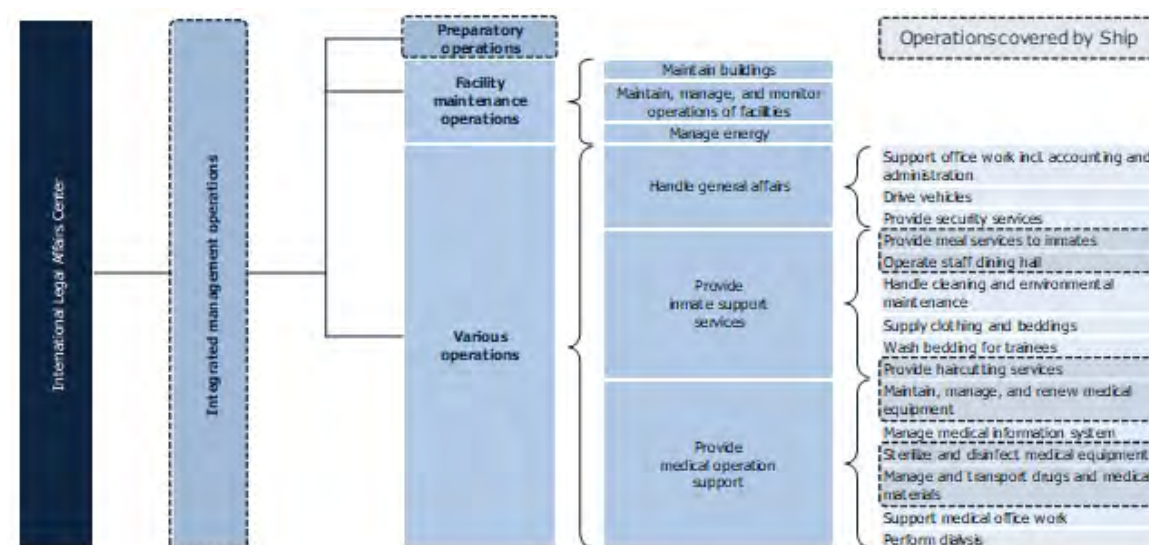 International Legal Affairs Center
Integrated management operations
Preparatory
operations
Facility
maintenance
operations
Various
operations
Maintain buildings
Maintain, manage, and monitor
operations of facilities
Manage energy
Handle general affairs
Provide
inmate support
services
Provide
medical operation
support
Operations covered by Ship
Support office work incl. accounting and
administration
Drive vehicles
Provide security services
Provide meal services to inmates
Operate staff dining hall
Handle cleaning and environmental
maintenance
Supply clothing and beddings
Wash bedding for trainees
Provide haircutting services
Maintain, manage, and renew medical
equipment
Manage medical information system
Sterilize and disinfect medical equipment
Manage and transport drugs and medical
materials
Support medical office work
Perform dialysis